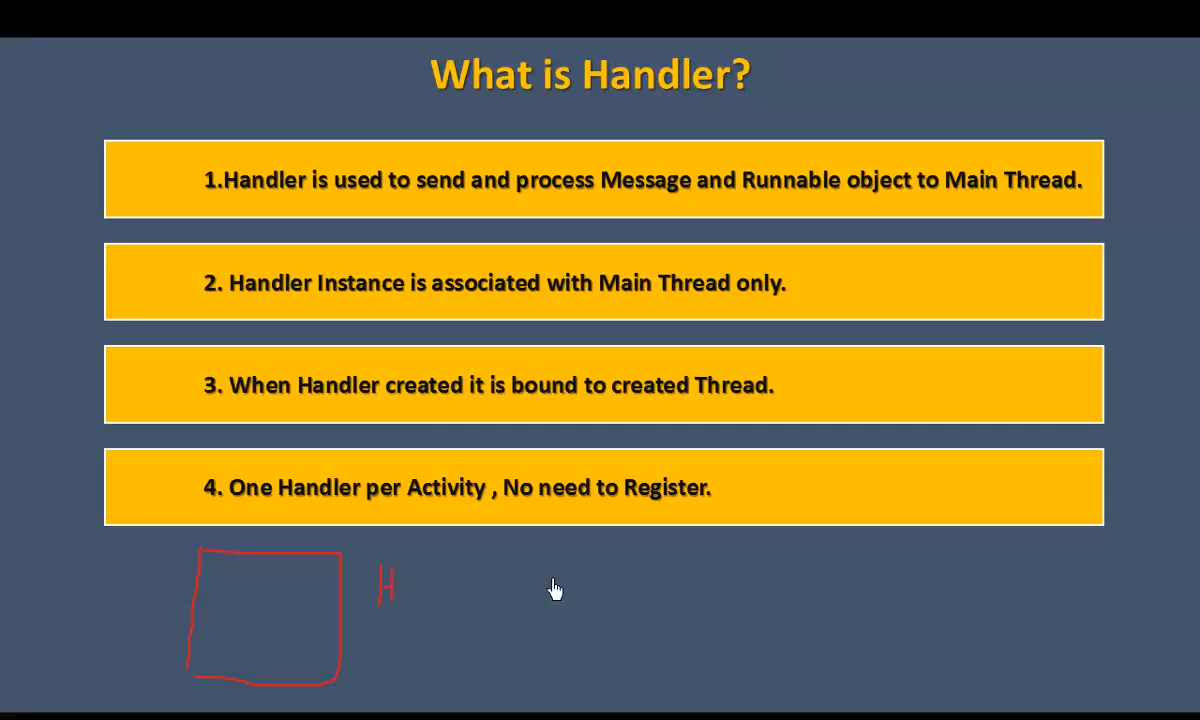 What is Handler?
1.Handler is used to send and process Message and Runnable object to Main Thread.
2. Handler Instance is associated with Main Thread only.
3. When Handler created it is bound to created Thread.
4. One Handler per Activity , No need to Register.
H